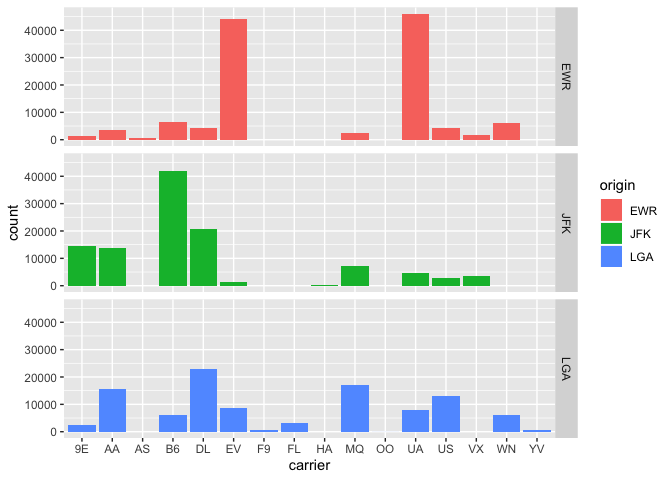 40000
30000
20000
10000
0
EWR
40000
30000
20000
10000
0
JFK
40000
30000
20000
10000
0
LGA
count
9E AA AS B6 DL EV F9 FL HA MQ OO UA US VX WN YV
carrier
origin
EWR
JFK
LGA